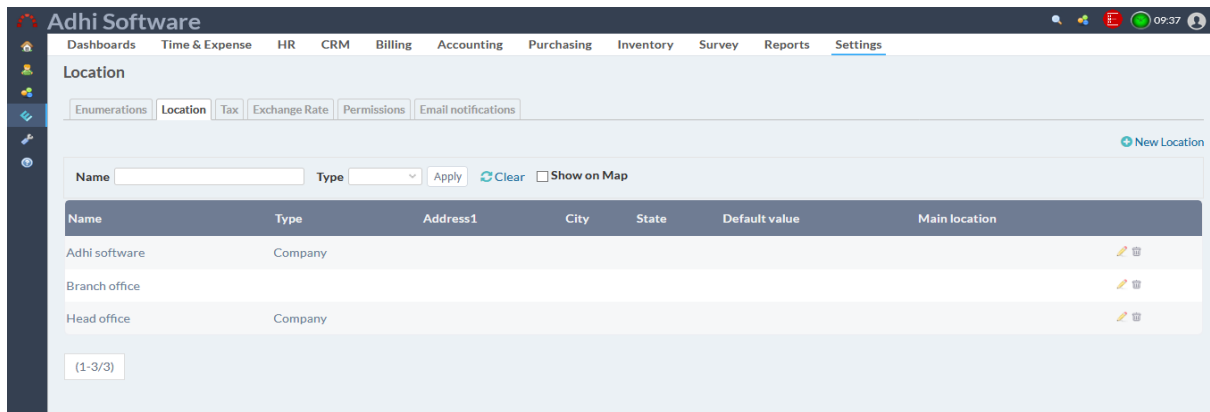 Adhi Software
09:37
Dashboards Time & Expense HR CRM Billing Accounting Purchasing Inventory Survey Reports Settings
Location
Enumerations Location Tax Exchange Rate Permissions Email notifications
New Location
Name Type Apply Clear Show on Map
Name Type Address1 City State Default value Main location
Adhi software Company
Branch office
Head office Company
(1-3/3)